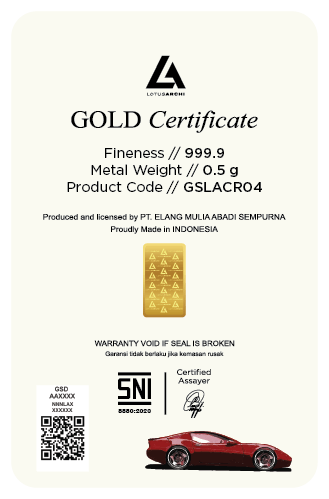 LOTUSARCHI
GOLD Certificate
Fineness // 999.9
Metal Weight // 0.5 g
Product Code // GSLACR04
Produced and licensed by PT. ELANG MULIA ABADI SEMPURNA
Proudly Made in INDONESIA
WARRANTY VOID IF SEAL IS BROKEN
Garansi tidak berlaku jika kemasan rusak
GSD
AAXXXX
NNNLAX
XXXXXX
SNI
8880:2020
Certified
Assayer